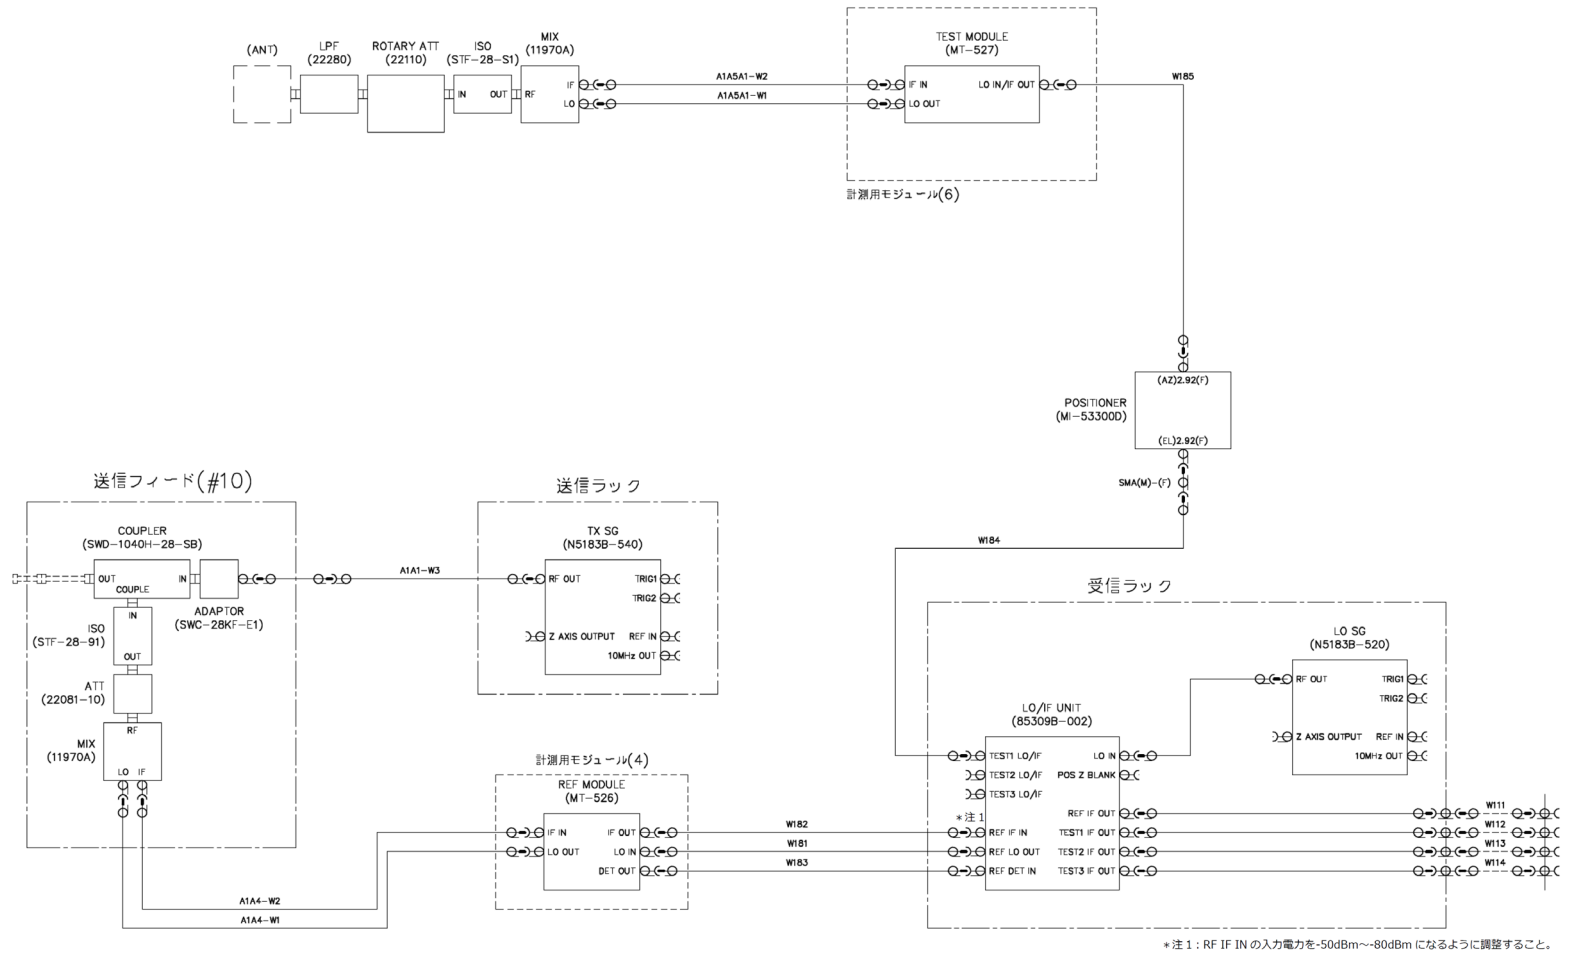 (ANT)
LPF
(22280)
ROTARY ATT
(22110)
ISO
(STF-28-S1)
MIX
(11970A)
IN
OUT
RF
IF
LO
A1A5A1-W2
A1A5A1-W1
TEST MODULE
(MT-527)
IF IN
LO IN/IF OUT
LO OUT
計測用モジュール(6)
W185
(AZ)2.92(F)
POSITIONER
(MI-53300D)
(EL)2.92(F)
SMA(M)-(F)
W184
送信フィード(#10)
COUPLER
(SWD-1040H-28-SB)
OUT
IN
COUPLE
ADAPTOR
(SWC-28KF-E1)
IN
ISO
(STF-28-91)
OUT
ATT
(22081-10)
RF
MIX
(11970A)
LO IF
A1A1-W3
送信ラック
TX SG
(N5183B-540)
RF OUT
TRIG1
TRIG2
Z AXIS OUTPUT
REF IN
10MHz OUT
計測用モジュール(4)
REF MODULE
(MT-526)
IF IN
IF OUT
LO OUT
LO IN
DET OUT
A1A4-W2
A1A4-W1
W182
W181
W183
受信ラック
LO SG
(N5183B-520)
RF OUT
TRIG1
TRIG2
Z AXIS OUTPUT
REF IN
10MHz OUT
LO/IF UNIT
(85309B-002)
TEST1 LO/IF
LO IN
TEST2 LO/IF
POS Z BLANK
TEST3 LO/IF
REF IF OUT
＊注１
REF IF IN
TEST1 IF OUT
REF LO OUT
TEST2 IF OUT
REF DET IN
TEST3 IF OUT
W111
W112
W113
W114
＊注１：RF IF IN の入力電力を-50dBm～-80dBm になるように調整すること。